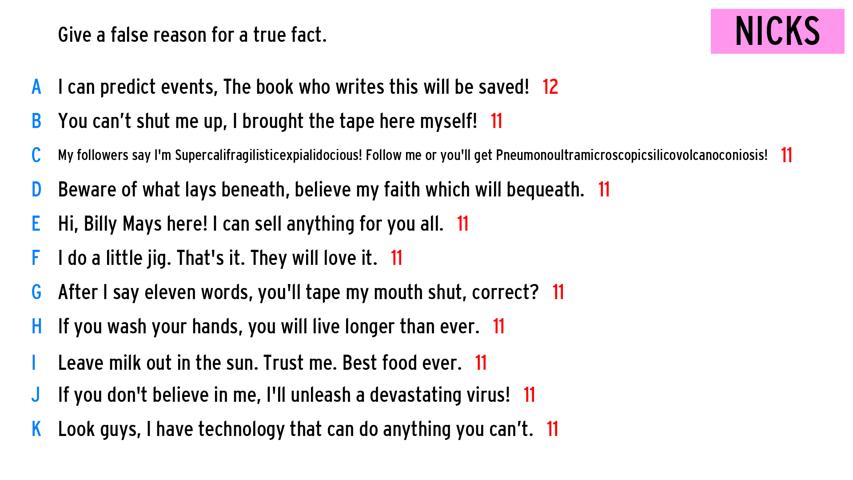 Give a false reason for a true fact.
NICKS
A I can predict events, The book who writes this will be saved! 12
B You can't shut me up, I brought the tape here myself! 11
C My followers say I'm Supercalifragilisticexpialidocious! Follow me or you'll get Pneumonoultramicroscopicsilicovolcanoconiosis! 11
D Beware of what lays beneath, believe my faith which will bequeath. 11
E Hi, Billy Mays here! I can sell anything for you all. 11
F I do a little jig. That's it. They will love it. 11
G After I say eleven words, you'll tape my mouth shut, correct? 11
H If you wash your hands, you will live longer than ever. 11
I Leave milk out in the sun. Trust me. Best food ever. 11
J If you don't believe in me, I'll unleash a devastating virus! 11
K Look guys, I have technology that can do anything you can't. 11